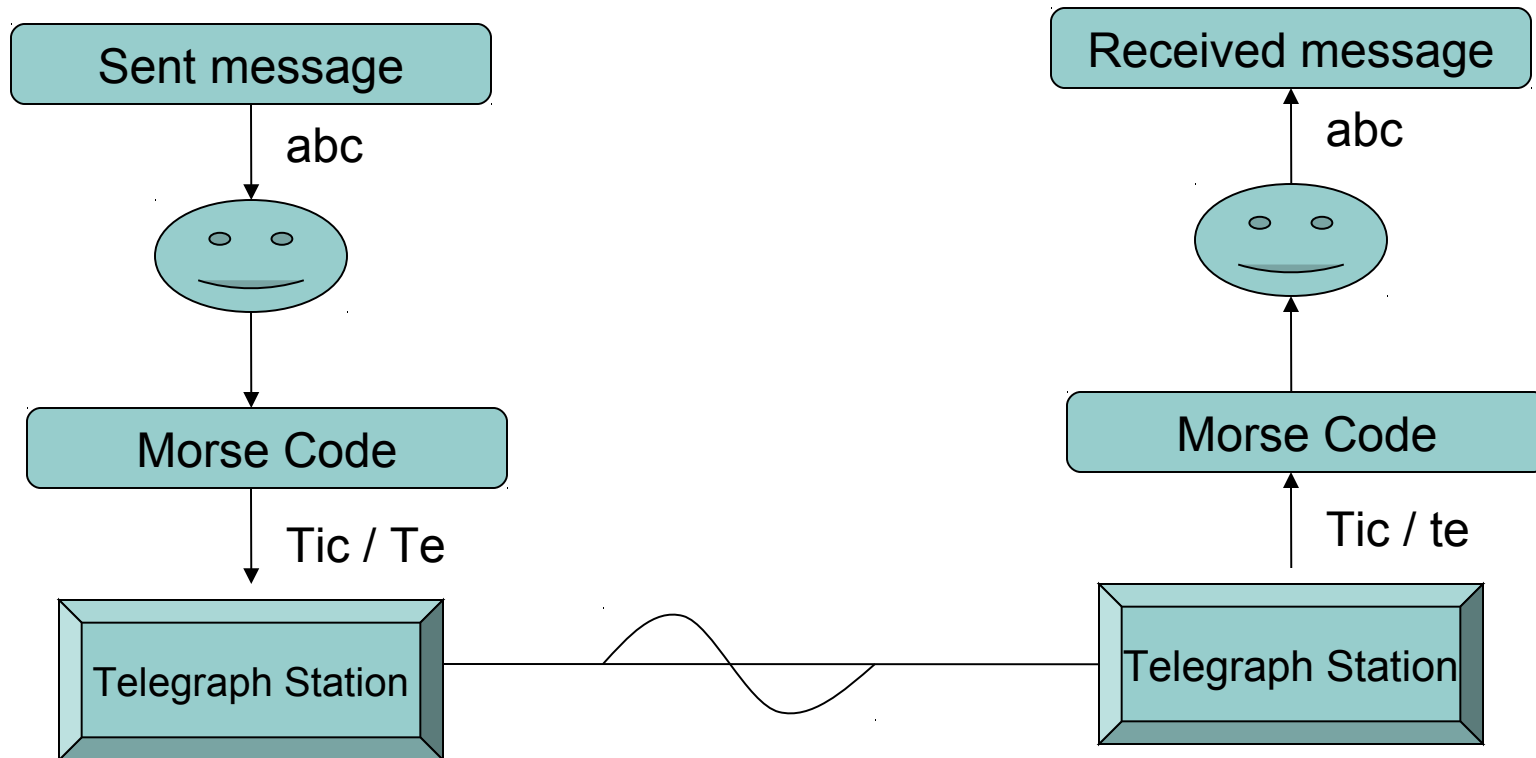 Sent message
abc
Morse Code
Tic / Te
Telegraph Station
Received message
abc
Morse Code
Tic / te
Telegraph Station